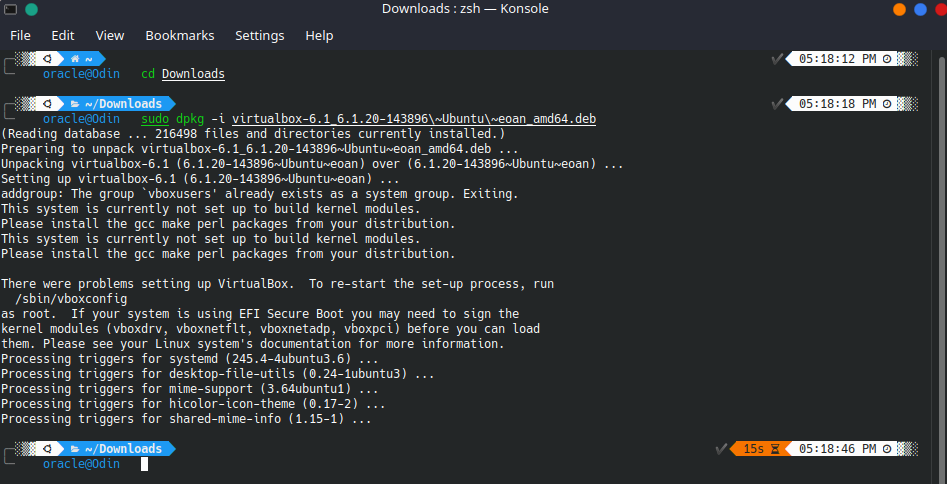 Downloads : zsh — Konsole
File Edit View Bookmarks Settings Help
~ 05:18:12 PM
oracle@Odin cd Downloads
~/Downloads 05:18:18 PM
oracle@Odin sudo dpkg -i virtualbox-6.1_6.1.20-143896\~Ubuntu\~eoan_amd64.deb
(Reading database ... 216498 files and directories currently installed.)
Preparing to unpack virtualbox-6.1_6.1.20-143896~Ubuntu~eoan_amd64.deb ...
Unpacking virtualbox-6.1 (6.1.20-143896~Ubuntu~eoan) over (6.1.20-143896~Ubuntu~eoan) ...
Setting up virtualbox-6.1 (6.1.20-143896~Ubuntu~eoan) ...
addgroup: The group `vboxusers' already exists as a system group. Exiting.
This system is currently not set up to build kernel modules.
Please install the gcc make perl packages from your distribution.
This system is currently not set up to build kernel modules.
Please install the gcc make perl packages from your distribution.
There were problems setting up VirtualBox.  To re-start the set-up process, run
  /sbin/vboxconfig
as root.  If your system is using EFI Secure Boot you may need to sign the
kernel modules (vboxdrv, vboxnetflt, vboxnetadp, vboxpci) before you can load
them. Please see your Linux system's documentation for more information.
Processing triggers for systemd (245.4-4ubuntu3.6) ...
Processing triggers for desktop-file-utils (0.24-1ubuntu3) ...
Processing triggers for mime-support (3.64ubuntu1) ...
Processing triggers for hicolor-icon-theme (0.17-2) ...
Processing triggers for shared-mime-info (1.15-1) ...
~/Downloads 15s 05:18:46 PM
oracle@Odin